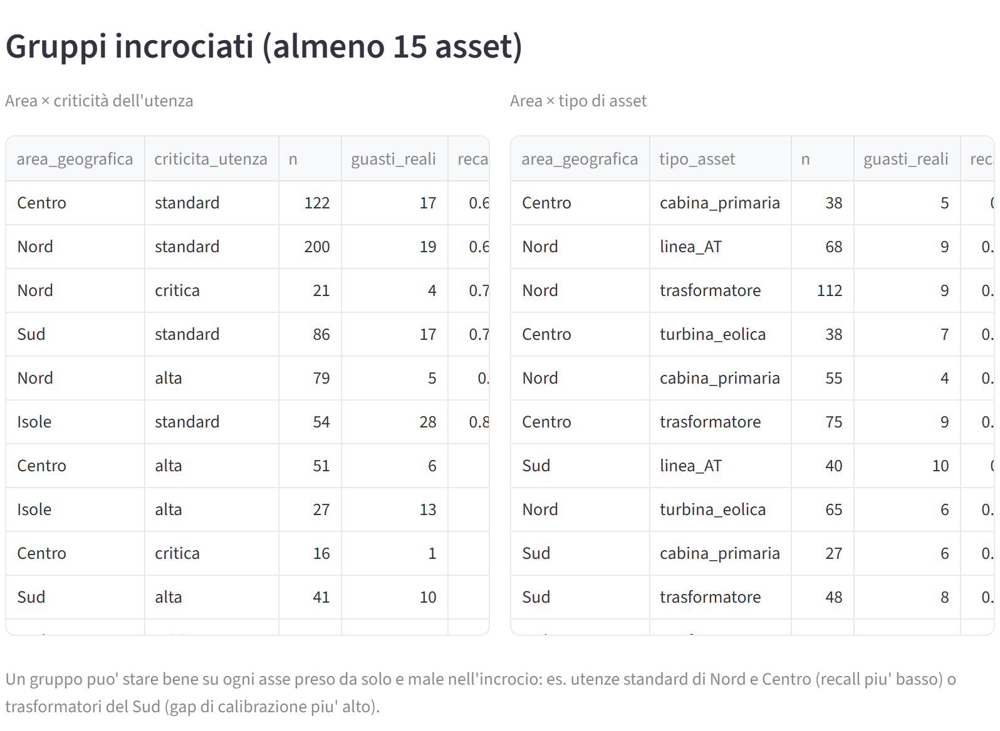 Gruppi incrociati (almeno 15 asset)
Area × criticità dell'utenza
area_geografica criticita_utenza n guasti_reali reca
Centro standard 122 17 0.6
Nord standard 200 19 0.6
Nord critica 21 4 0.7
Sud standard 86 17 0.7
Nord alta 79 5 0.
Isole standard 54 28 0.8
Centro alta 51 6
Isole alta 27 13
Centro critica 16 1
Sud alta 41 10
Area × tipo di asset
area_geografica tipo_asset n guasti_reali rec
Centro cabina_primaria 38 5
Nord linea_AT 68 9 0.
Nord trasformatore 112 9 0.
Centro turbina_eolica 38 7 0.
Nord cabina_primaria 55 4 0.
Centro trasformatore 75 9 0.
Sud linea_AT 40 10
Nord turbina_eolica 65 6 0.
Sud cabina_primaria 27 6 0.
Sud trasformatore 48 8 0.
Un gruppo puo' stare bene su ogni asse preso da solo e male nell'incrocio: es. utenze standard di Nord e Centro (recall piu' basso) o
trasformatori del Sud (gap di calibrazione piu' alto).